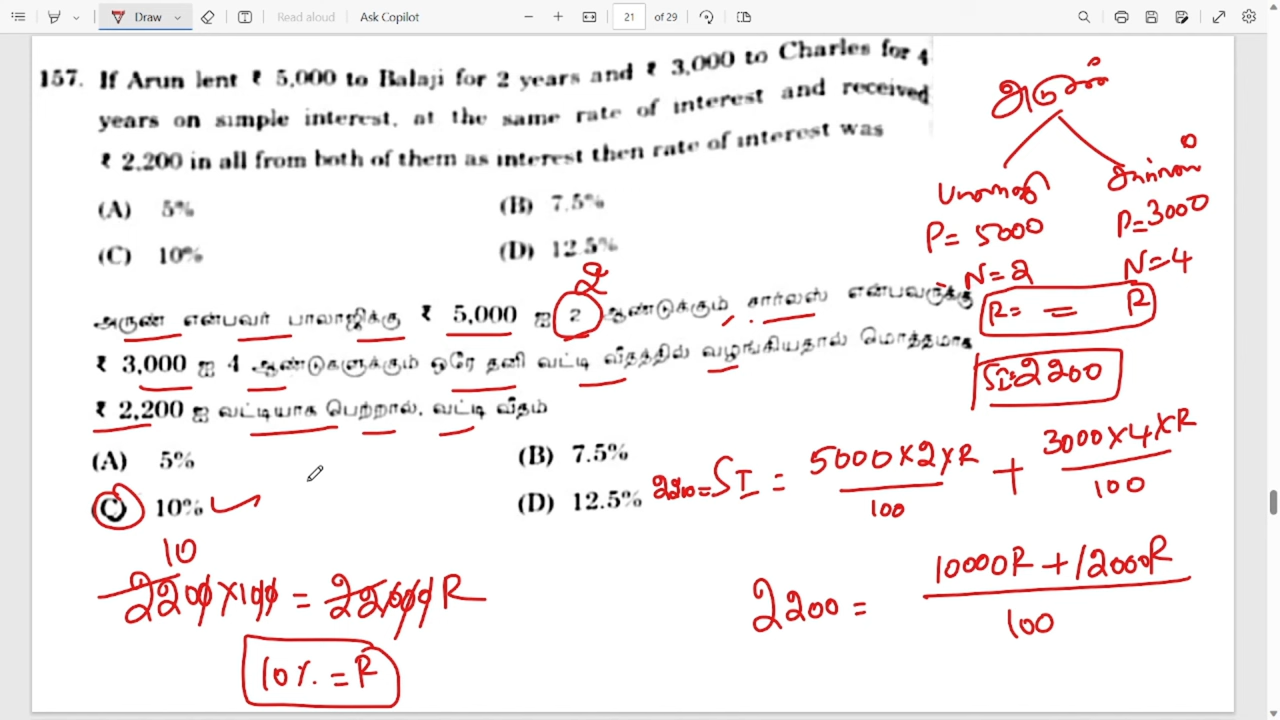 Draw
Read aloud
Ask Copilot
21 of 29
157. If Arun lent ₹ 5,000 to Balaji for 2 years and ₹ 3,000 to Charles for 4
years on simple interest, at the same rate of interest and received
₹ 2,200 in all from both of them as interest then rate of interest was
(A) 5%
(B) 7.5%
(C) 10%
(D) 12.5%
2
அருண் என்பவர் பாலாஜிக்கு ₹ 5,000 ஐ 2 ஆண்டுக்கும் சார்லஸ் என்பவருக்கு
₹ 3,000 ஐ 4 ஆண்டுகளுக்கும் ஒரே தனி வட்டி வீதத்தில் வழங்கியதால் மொத்தமாக
₹ 2,200 ஐ வட்டியாக பெற்றால், வட்டி வீதம்
(A) 5%
(B) 7.5%
(C) 10%
(D) 12.5%
அருண்
பாலாஜி
P= 5000
P=3000
N=2
N=4
R= = R
SI=2200
2200=SI = 5000×2×R/100 + 3000×4×R/100
2200 = 10000R+12000R/100
10
2200×100 = 22000R
10%=R